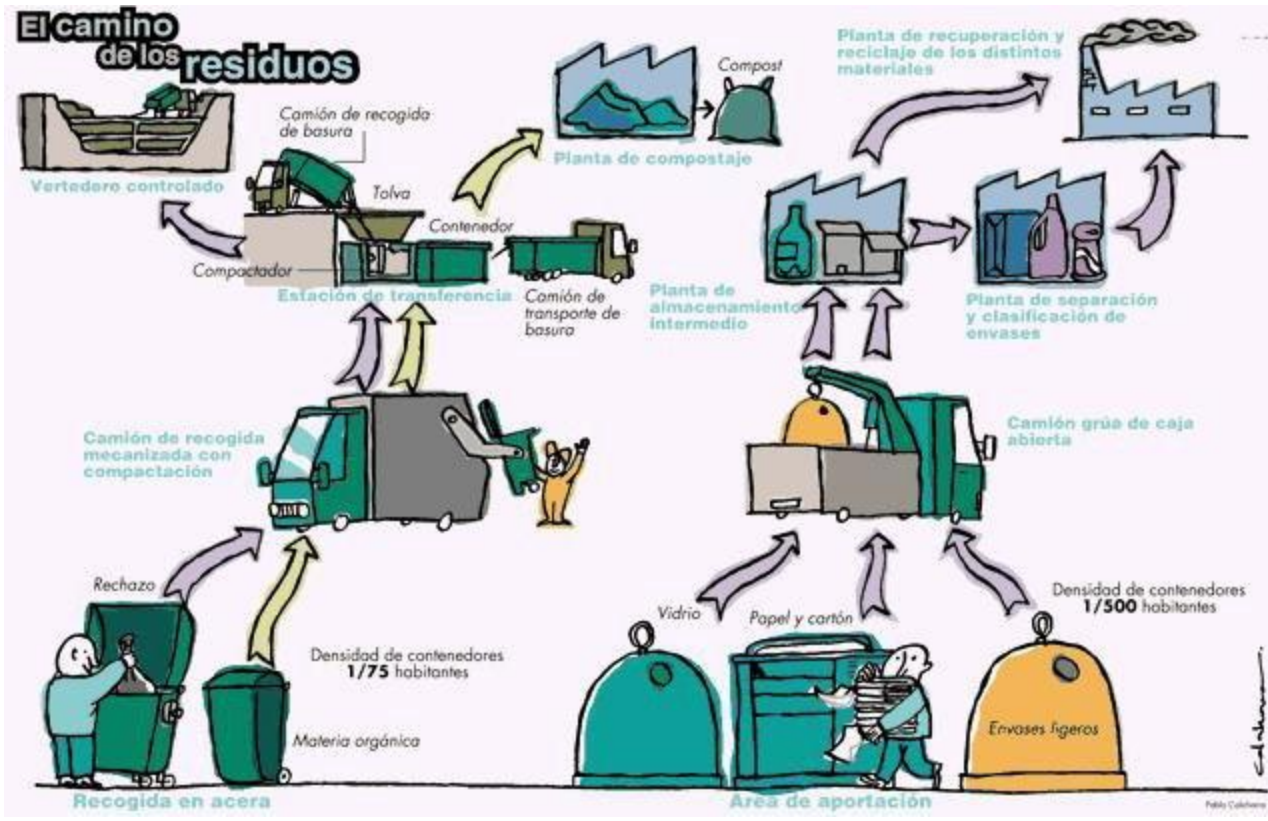 El camino
de los
residuos
Vertedero controlado
Camión de recogida
de basura
Tolva
Contenedor
Compactador
Estación de transferencia
Camión de
transporte de
basura
Compost
Planta de compostaje
Planta de recuperación y
reciclaje de los distintos
materiales
Planta de
almacenamiento
intermedio
Planta de separación
y clasificación de
envases
Camión de recogida
mecanizada con
compactación
Camión grúa de caja
abierta
Rechazo
Densidad de contenedores
1/75 habitantes
Materia orgánica
Recogida en acera
Vidrio
Papel y cartón
Densidad de contenedores
1/500 habitantes
Envases ligeros
Area de aportación